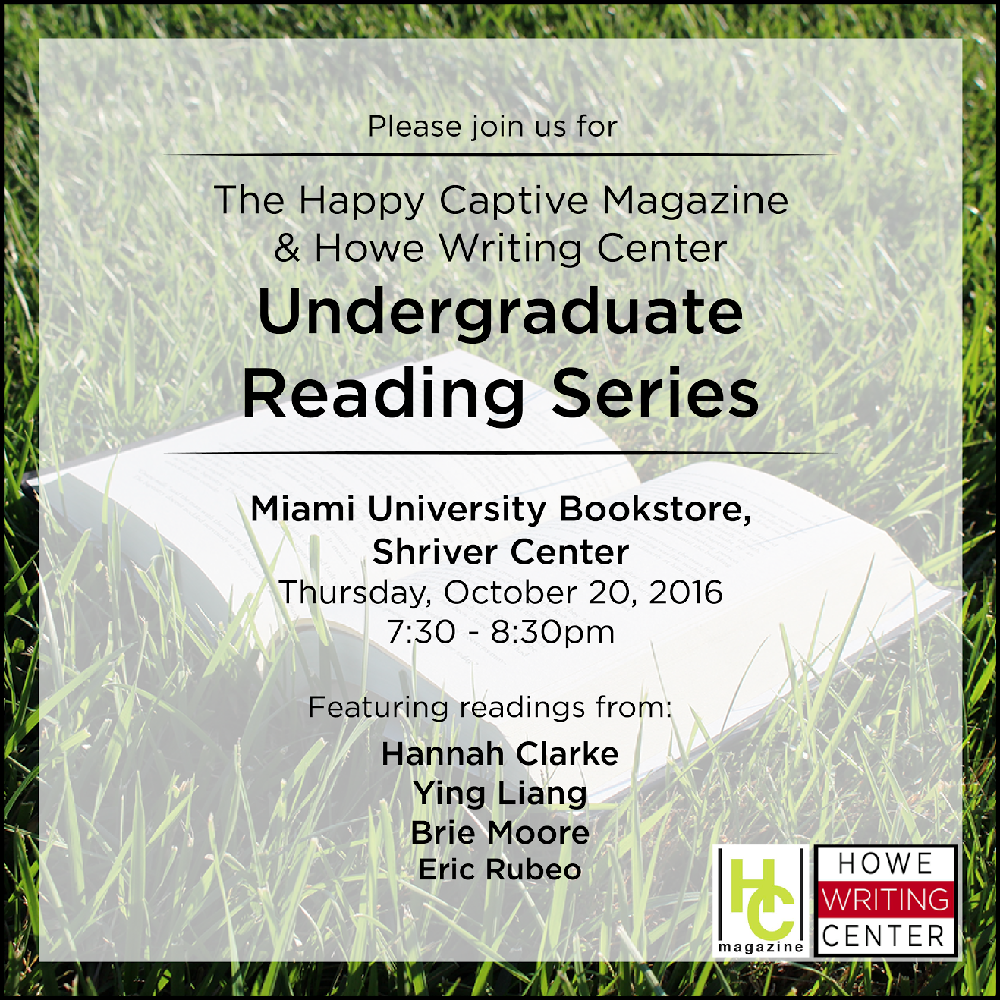 Please join us for
The Happy Captive Magazine
& Howe Writing Center
Undergraduate
Reading Series
Miami University Bookstore,
Shriver Center
Thursday, October 20, 2016
7:30 - 8:30pm
Featuring readings from:
Hannah Clarke
Ying Liang
Brie Moore
Eric Rubeo
HC
magazine
HOWE
WRITING
CENTER